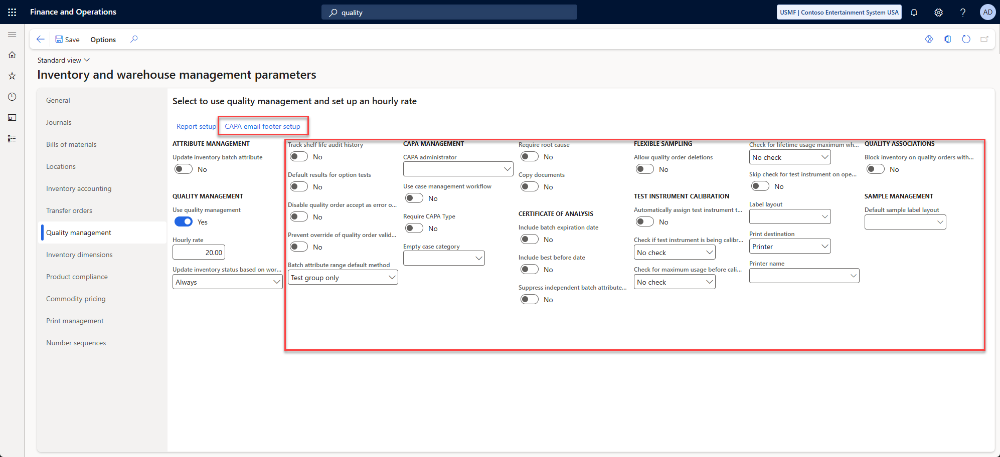 Finance and Operations
quality
USMF | Contoso Entertainment System USA
AD
Save
Options
Standard view
Inventory and warehouse management parameters
General
Journals
Bills of materials
Locations
Inventory accounting
Transfer orders
Quality management
Inventory dimensions
Product compliance
Commodity pricing
Print management
Number sequences
Select to use quality management and set up an hourly rate
Report setup
CAPA email footer setup
ATTRIBUTE MANAGEMENT
Update inventory batch attribute
No
QUALITY MANAGEMENT
Use quality management
Yes
Hourly rate
20.00
Update inventory status based on wor...
Always
Track shelf life audit history
No
Default results for option tests
No
Disable quality order accept as error o...
No
Prevent override of quality order valid...
No
Batch attribute range default method
Test group only
CAPA MANAGEMENT
CAPA administrator
Use case management workflow
No
Require CAPA Type
No
Empty case category
Require root cause
No
Copy documents
No
CERTIFICATE OF ANALYSIS
Include batch expiration date
No
Include best before date
No
Suppress independent batch attribute...
No
FLEXIBLE SAMPLING
Allow quality order deletions
No
TEST INSTRUMENT CALIBRATION
Automatically assign test instrument t...
No
Check if test instrument is being calibr...
No check
Check for maximum usage before cali...
No check
Check for lifetime usage maximum wh...
No check
Skip check for test instrument on ope...
No
Label layout
Print destination
Printer
Printer name
QUALITY ASSOCIATIONS
Block inventory on quality orders with...
No
SAMPLE MANAGEMENT
Default sample label layout